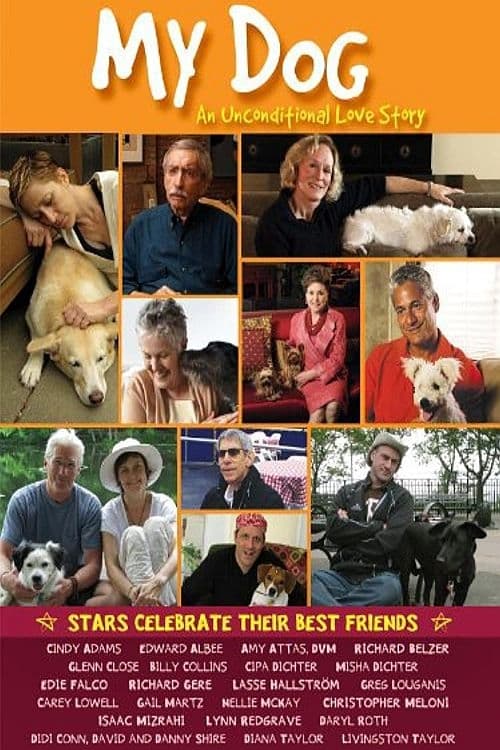 MY DOG
An Unconditional Love Story
STARS CELEBRATE THEIR BEST FRIENDS
CINDY ADAMS EDWARD ALBEE AMY ATTAS, DVM RICHARD BELZER
GLENN CLOSE BILLY COLLINS CIPA DICHTER MISHA DICHTER
EDIE FALCO RICHARD GERE LASSE HALLSTRÖM GREG LOUGANIS
CAREY LOWELL GAIL MARTZ NELLIE MCKAY CHRISTOPHER MELONI
ISAAC MIZRAHI LYNN REDGRAVE DARYL ROTH
DIDI CONN, DAVID AND DANNY SHIRE DIANA TAYLOR LIVINGSTON TAYLOR